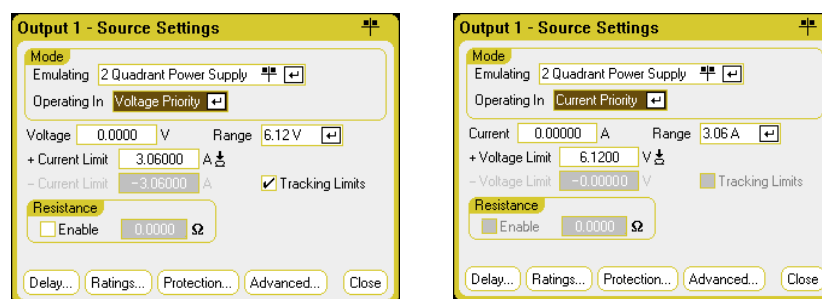 Output 1 - Source Settings
Mode
Emulating 2 Quadrant Power Supply
Operating In Voltage Priority
Voltage 0.0000 V Range 6.12 V
+ Current Limit 3.06000 A
- Current Limit -3.06000 A Tracking Limits
Resistance
Enable 0.0000 Ω
Delay... Ratings... Protection... Advanced... Close
Output 1 - Source Settings
Mode
Emulating 2 Quadrant Power Supply
Operating In Current Priority
Current 0.00000 A Range 3.06 A
+ Voltage Limit 6.1200 V
- Voltage Limit -0.00000 V Tracking Limits
Resistance
Enable 0.0000 Ω
Delay... Ratings... Protection... Advanced... Close